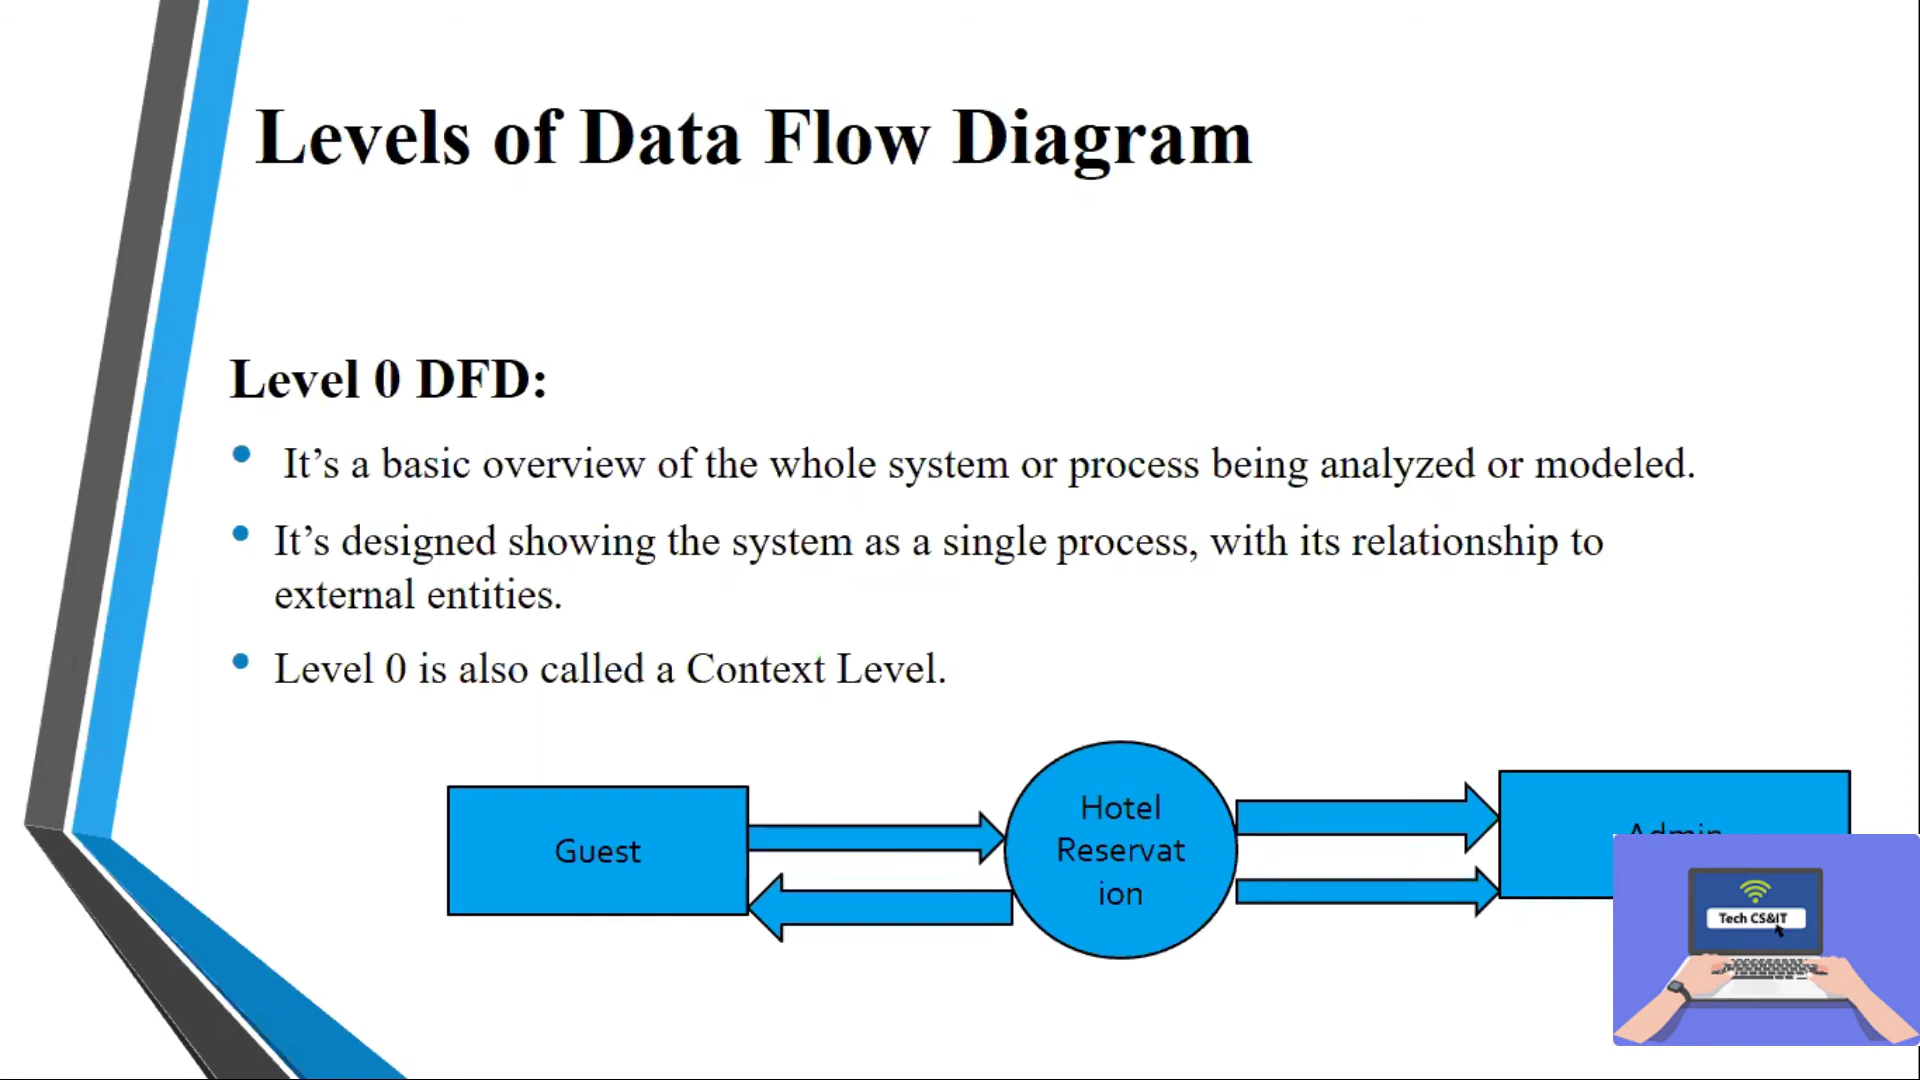 Levels of Data Flow Diagram
Level 0 DFD:
• It’s a basic overview of the whole system or process being analyzed or modeled.
• It’s designed showing the system as a single process, with its relationship to
external entities.
• Level 0 is also called a Context Level.
Guest
Hotel
Reservat
ion
Admin
Tech CS&IT